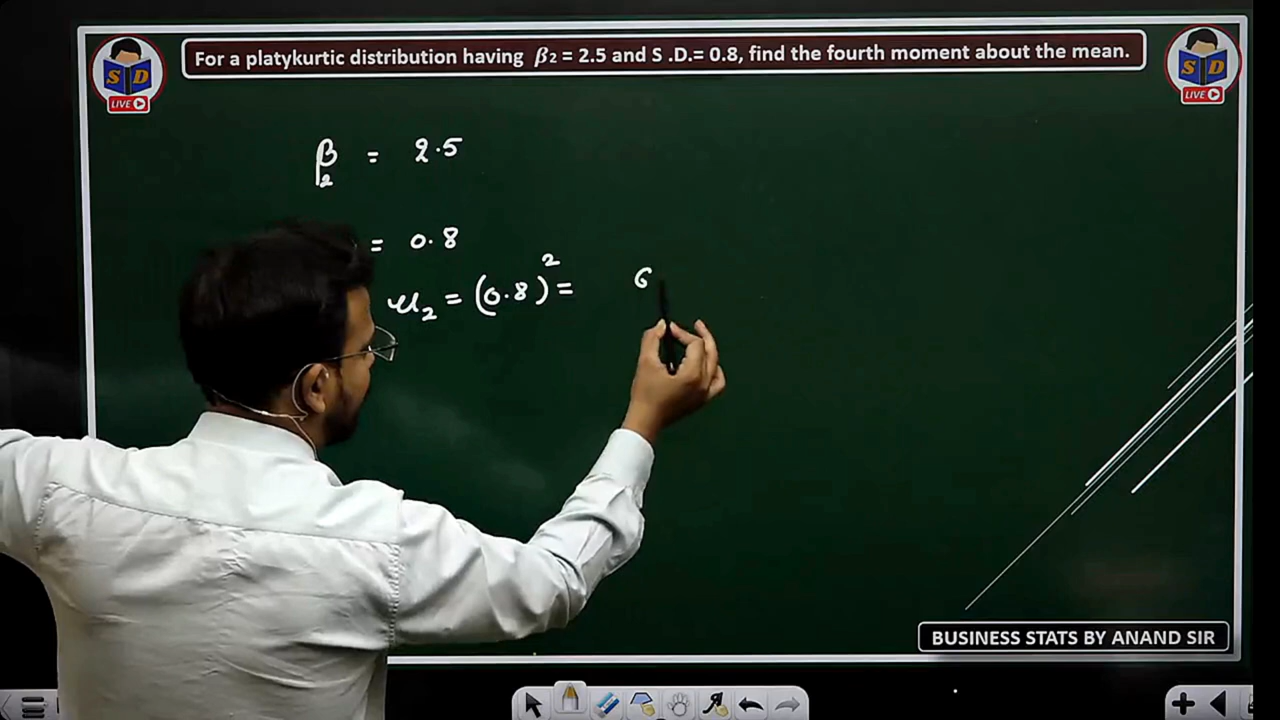 For a platykurtic distribution having β2 = 2.5 and S .D.= 0.8, find the fourth moment about the mean.
SD
LIVE
SD
LIVE
β2 = 2.5
= 0.8
μ2 = (0.8)² = 6
BUSINESS STATS BY ANAND SIR